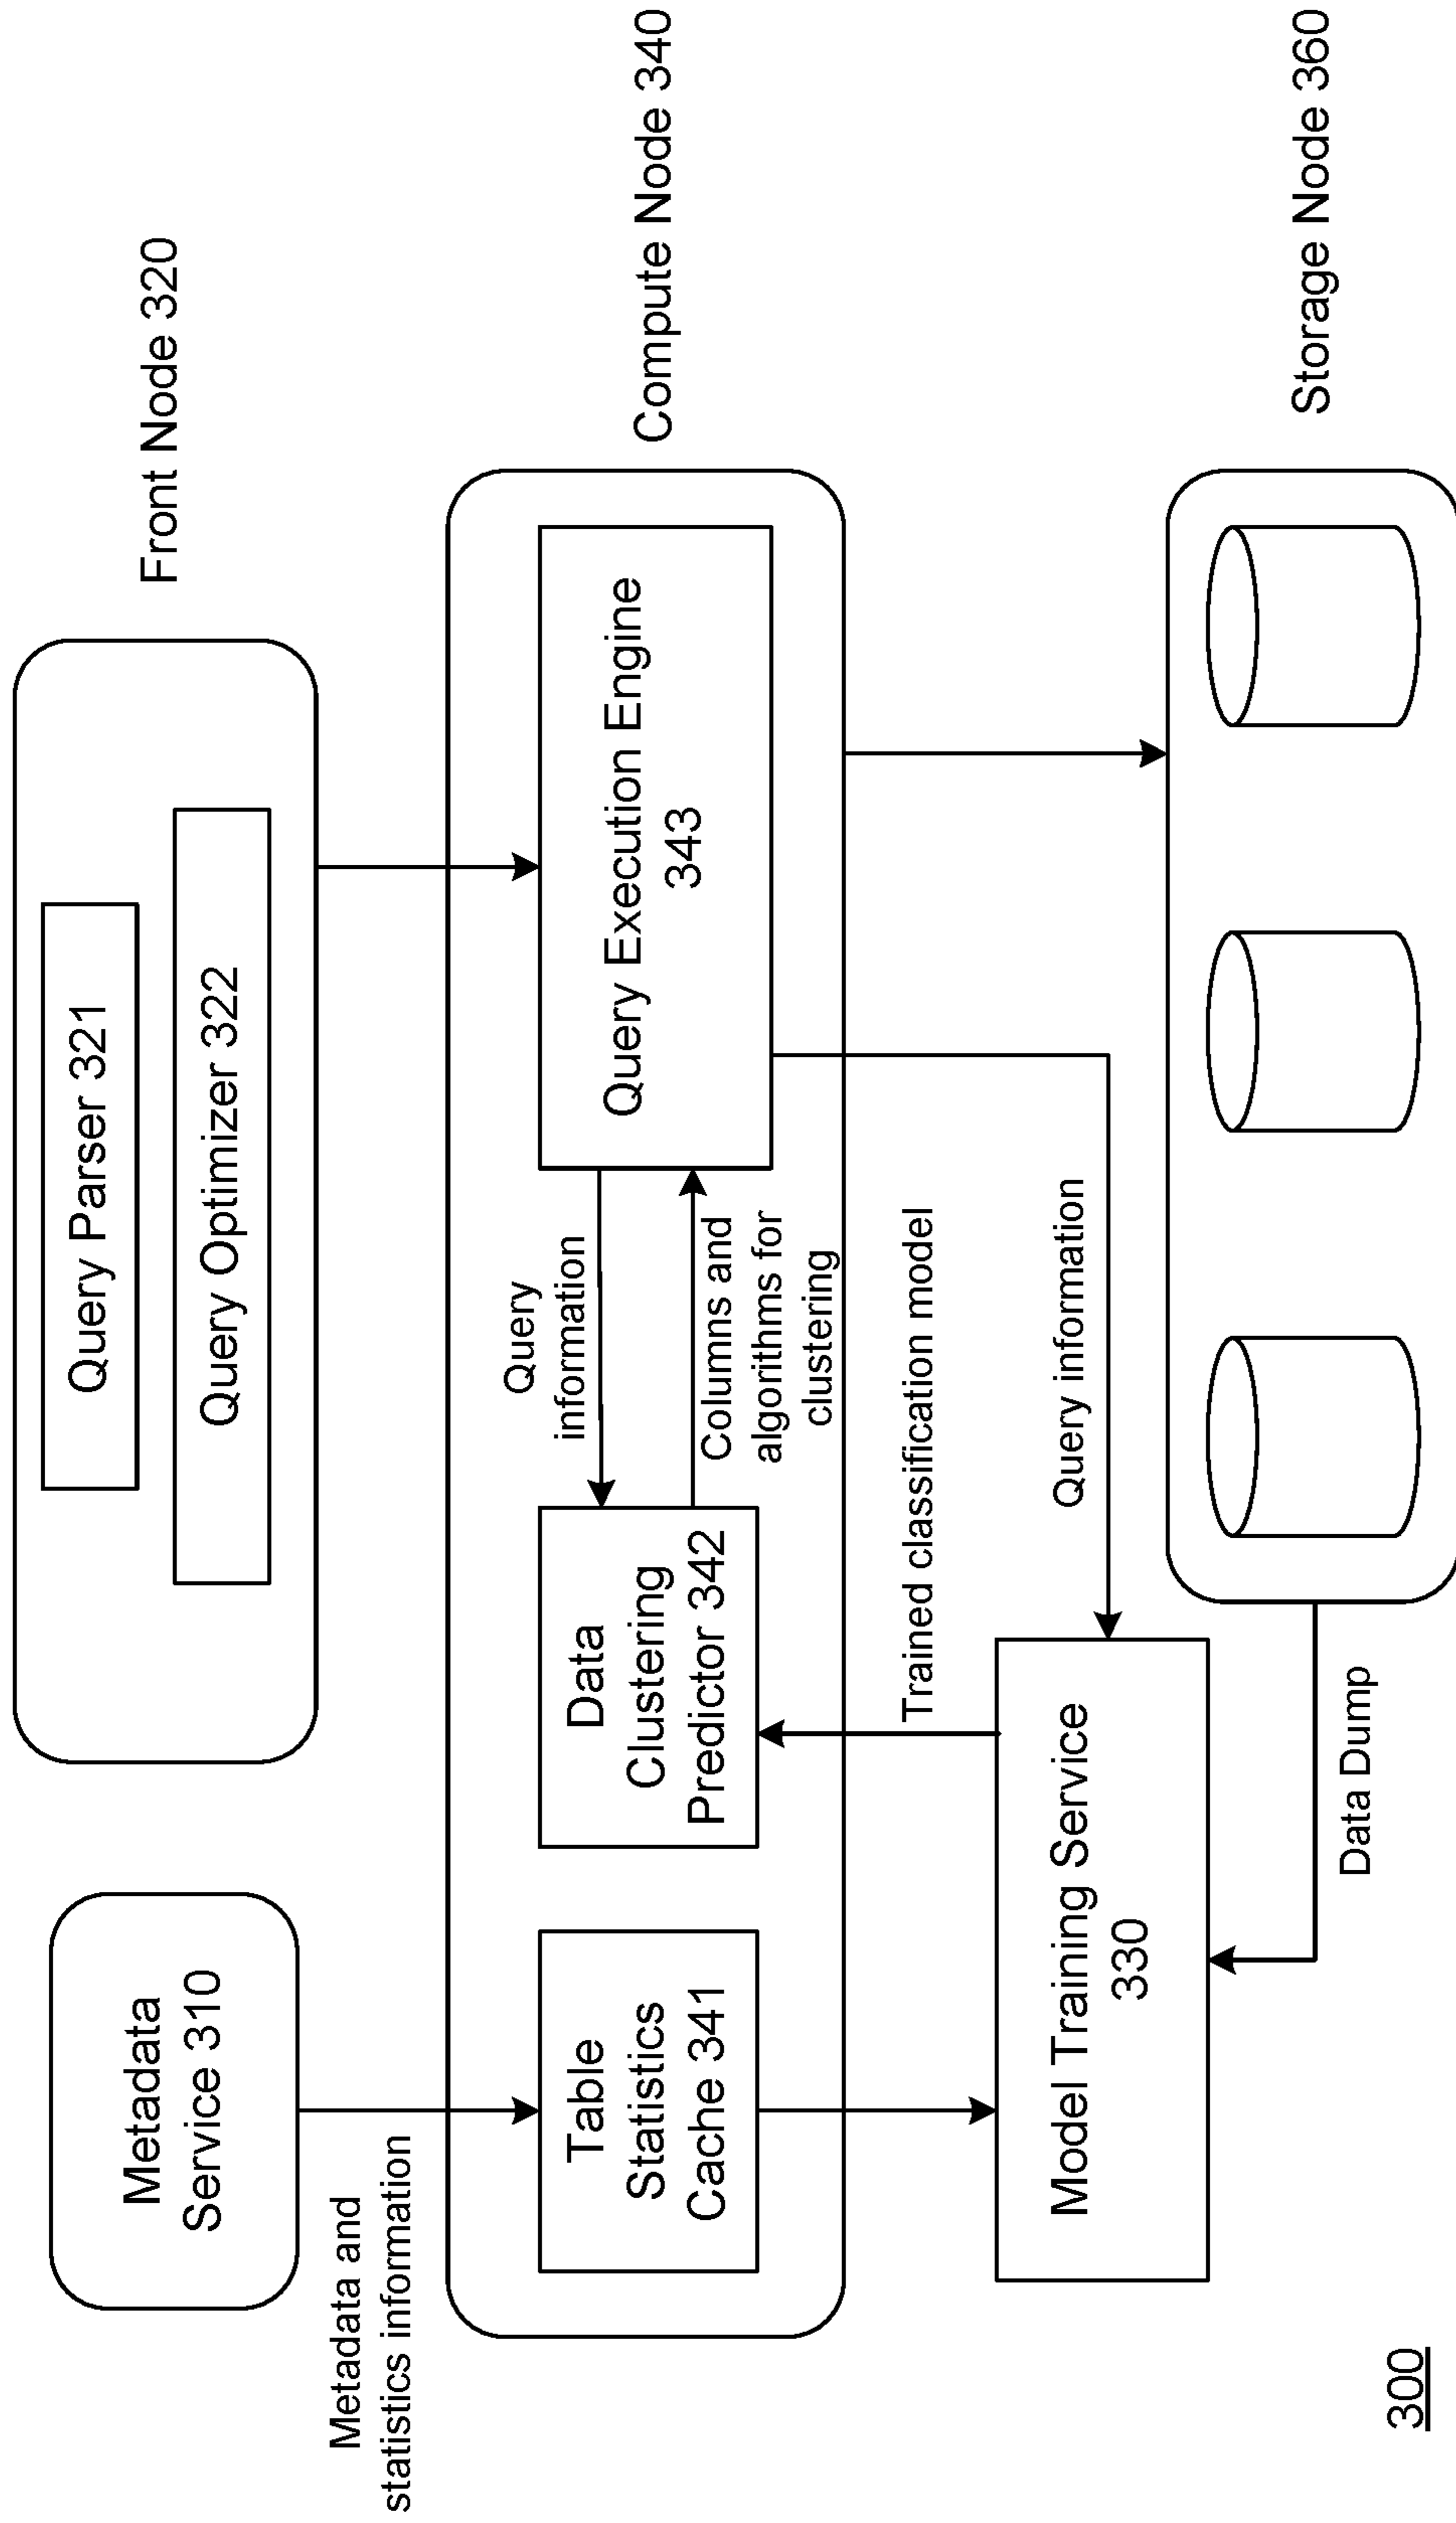 Metadata
Service 310
Query Parser 321
Query Optimizer 322
Front Node 320
Metadata and
statistics information
Table
Statistics
Cache 341
Data
Clustering
Predictor 342
Query
information
Columns and
algorithms for
clustering
Query Execution Engine
343
Compute Node 340
Trained classification model
Query information
Model Training Service
330
Data Dump
Storage Node 360
300